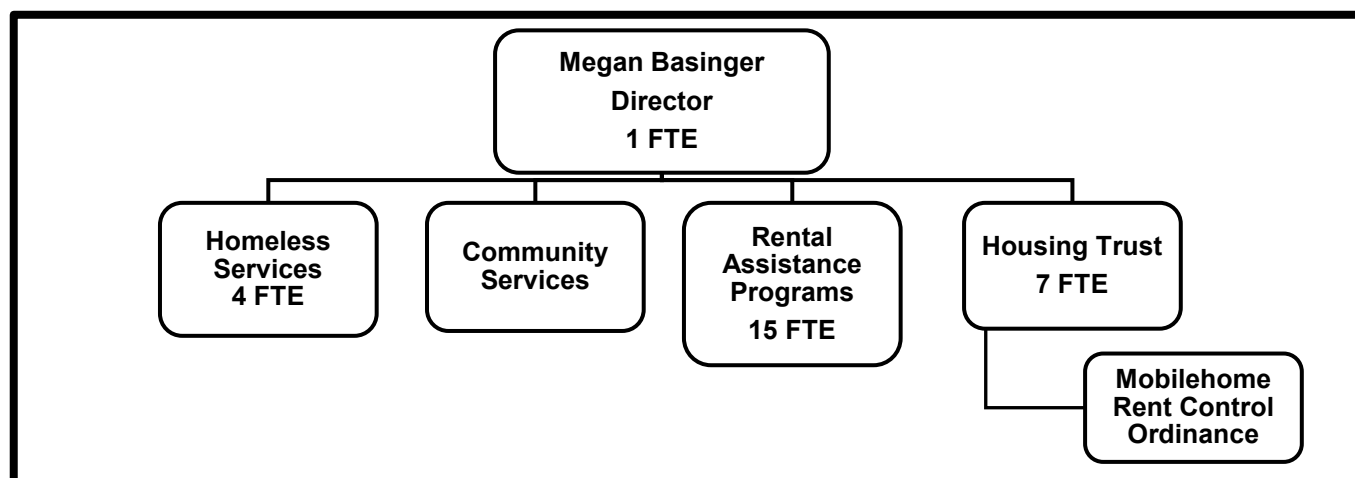 Megan Basinger
Director
1 FTE
Homeless
Services
4 FTE
Community
Services
Rental
Assistance
Programs
15 FTE
Housing Trust
7 FTE
Mobilehome
Rent Control
Ordinance